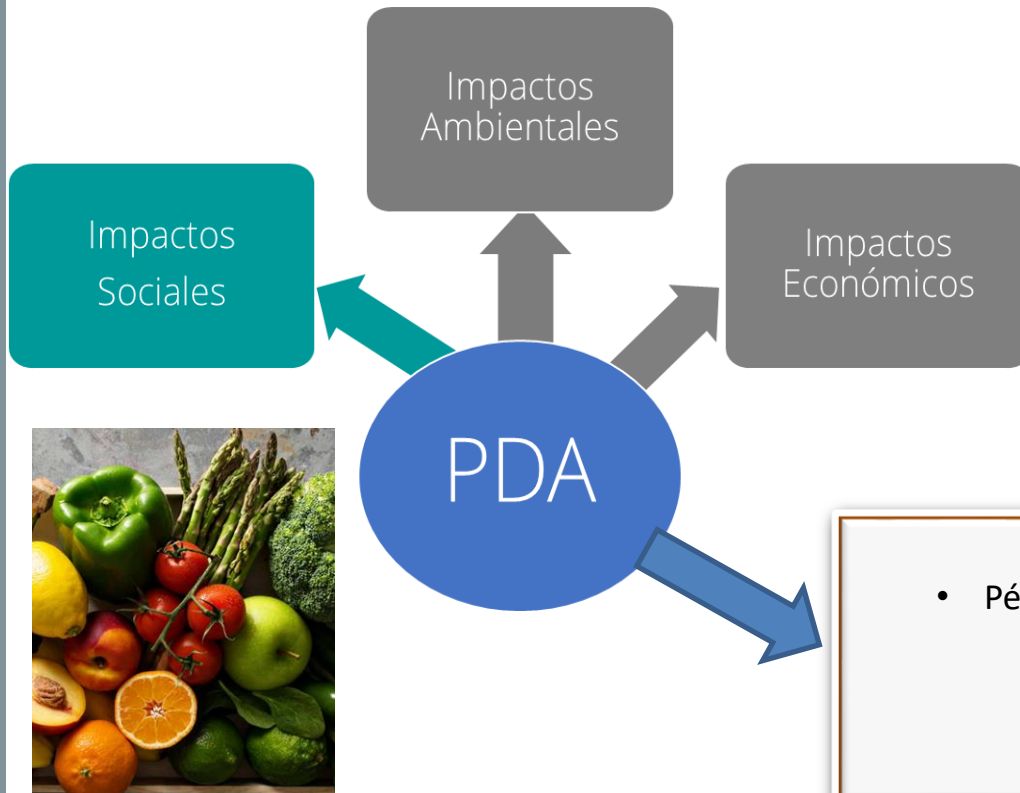 Impactos
Ambientales
Impactos
Sociales
Impactos
Económicos
PDA
• Pé